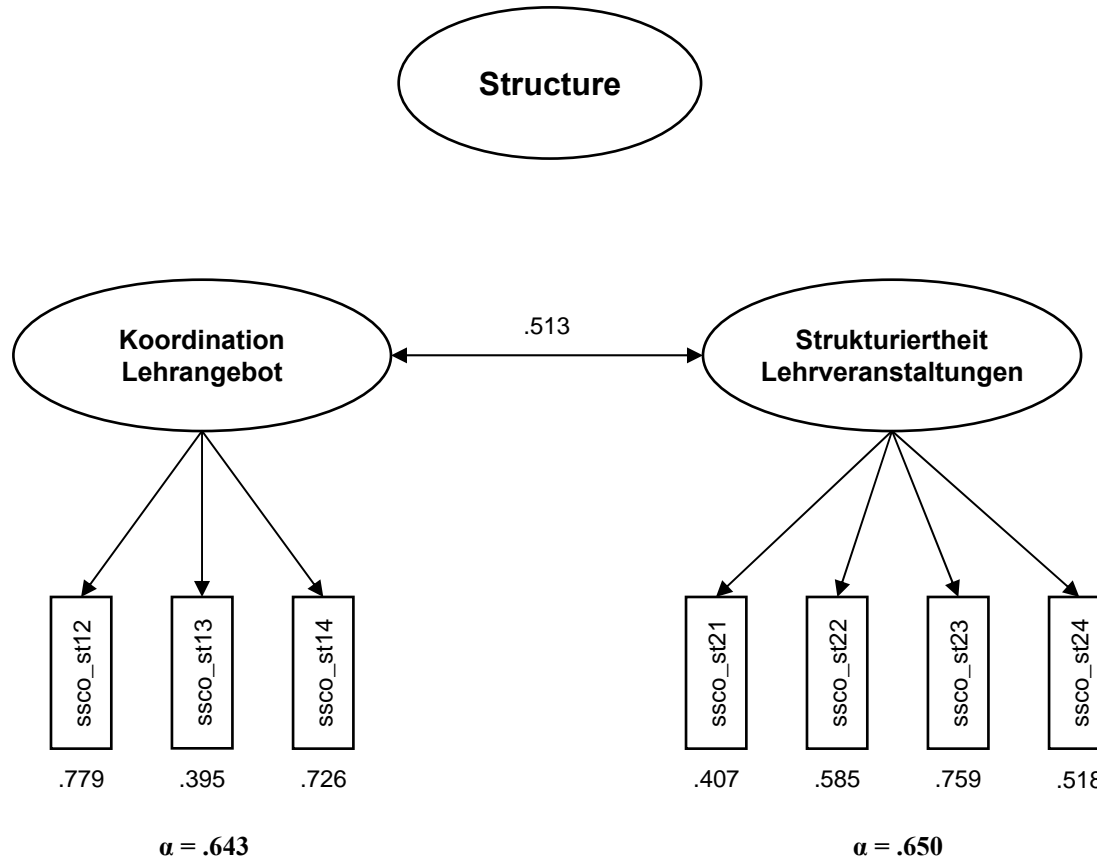 Structure
Koordination
Lehrangebot
.513
Strukturiertheit
Lehrveranstaltungen
ssco_st12
ssco_st13
ssco_st14
ssco_st21
ssco_st22
ssco_st23
ssco_st24
.779
.395
.726
.407
.585
.759
.518
α = .643
α = .650